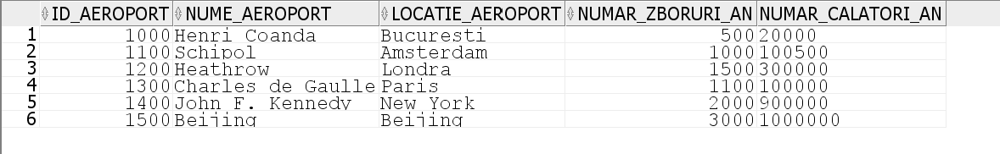 ID_AEROPORT NUME_AEROPORT LOCATIE_AEROPORT NUMAR_ZBORURI_AN NUMAR_CALATORI_AN
1 1000 Henri Coanda Bucuresti 500 20000
2 1100 Schipol Amsterdam 1000 100500
3 1200 Heathrow Londra 1500 300000
4 1300 Charles de Gaulle Paris 1100 100000
5 1400 John F. Kennedy New York 2000 900000
6 1500 Beijing Beijing 3000 1000000